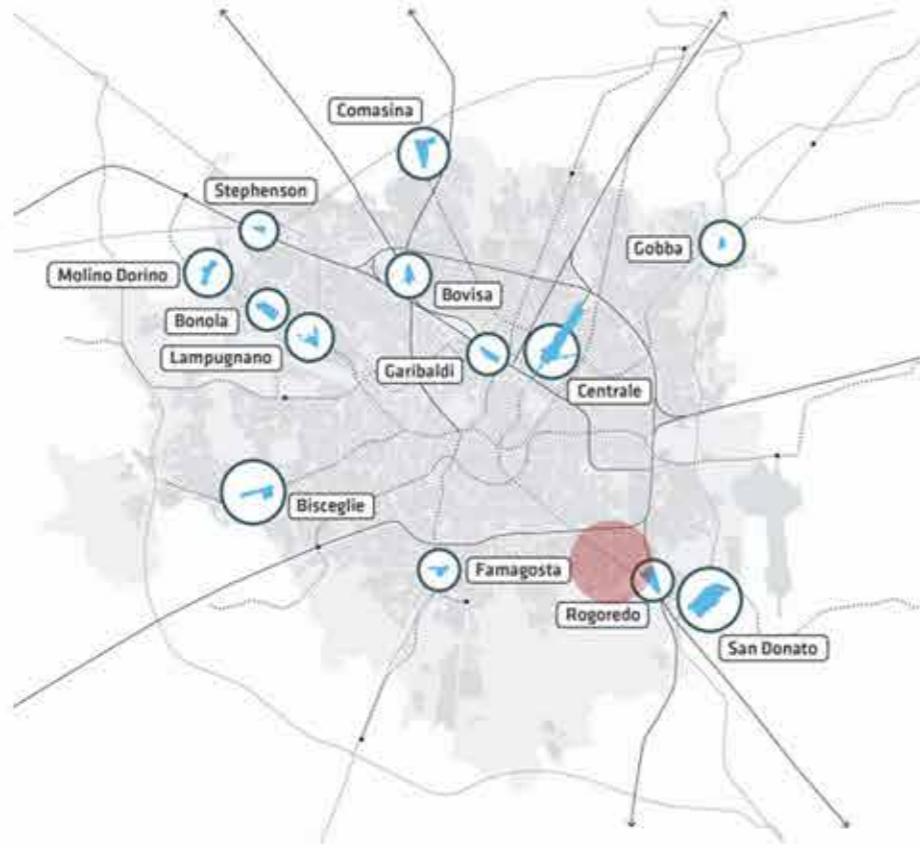 Comasina
Stephenson
Gobba
Molino Dorino
Bovisa
Bonola
Lampugnano
Garibaldi
Centrale
Bisceglie
Famagosta
Rogoredo
San Donato